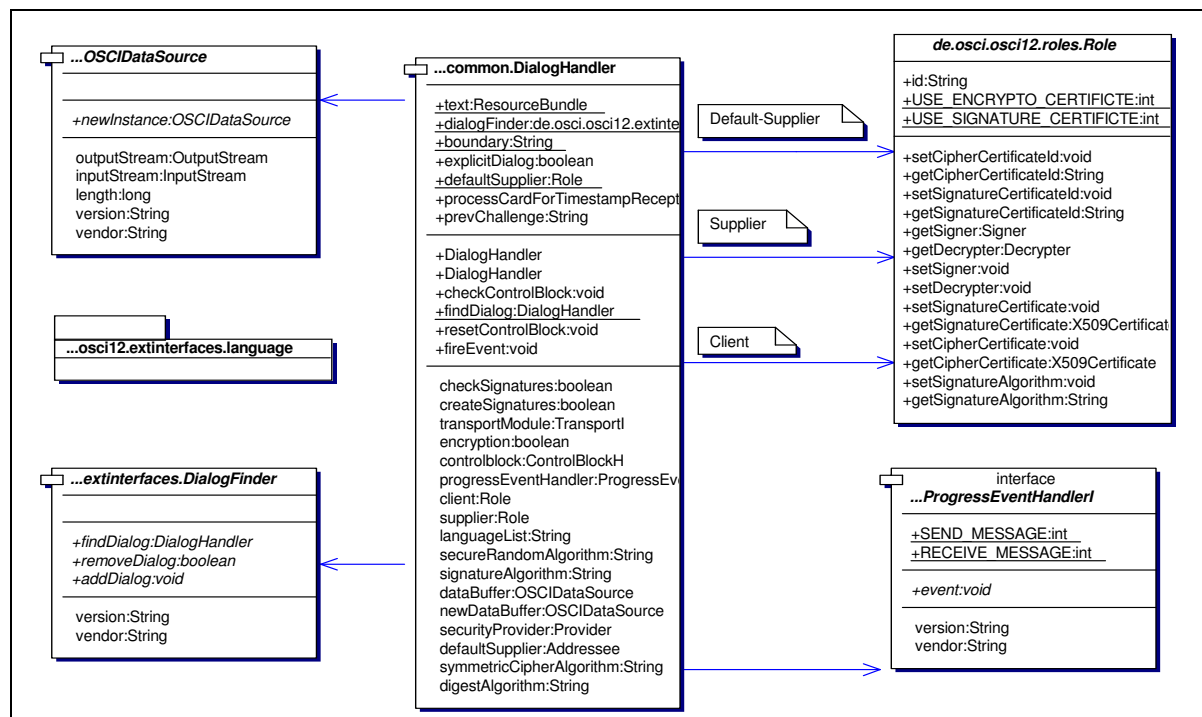 ...OSCIDataSource
+newInstance:OSCIDataSource
outputStream:OutputStream
inputStream:InputStream
length:long
version:String
vendor:String
...osci12.extinterfaces.language
...extinterfaces.DialogFinder
+findDialog:DialogHandler
+removeDialog:boolean
+addDialog:void
version:String
vendor:String
...common.DialogHandler
+text:ResourceBundle
+dialogFinder:de.osci.osci12.extinte
+boundary:String
+explicitDialog:boolean
+defaultSupplier:Role
+processCardForTimestampRecept
+prevChallenge:String
+DialogHandler
+DialogHandler
+checkControlBlock:void
+findDialog:DialogHandler
+resetControlBlock:void
+fireEvent:void
checkSignatures:boolean
createSignatures:boolean
transportModule:TransportI
encryption:boolean
controlblock:ControlBlockH
progressEventHandler:ProgressEve
client:Role
supplier:Role
languageList:String
secureRandomAlgorithm:String
signatureAlgorithm:String
dataBuffer:OSCIDataSource
newDataBuffer:OSCIDataSource
securityProvider:Provider
defaultSupplier:Addressee
symmetricCipherAlgorithm:String
digestAlgorithm:String
Default-Supplier
Supplier
Client
de.osci.osci12.roles.Role
+id:String
+USE_ENCRYPTO_CERTIFICTE:int
+USE_SIGNATURE_CERTIFICTE:int
+setCipherCertificateId:void
+getCipherCertificateId:String
+setSignatureCertificateId:void
+getSignatureCertificateId:String
+getSigner:Signer
+getDecrypter:Decrypter
+setSigner:void
+setDecrypter:void
+setSignatureCertificate:void
+getSignatureCertificate:X509Certificate
+setCipherCertificate:void
+getCipherCertificate:X509Certificate
+setSignatureAlgorithm:void
+getSignatureAlgorithm:String
interface
...ProgressEventHandlerI
+SEND_MESSAGE:int
+RECEIVE_MESSAGE:int
+event:void
version:String
vendor:String